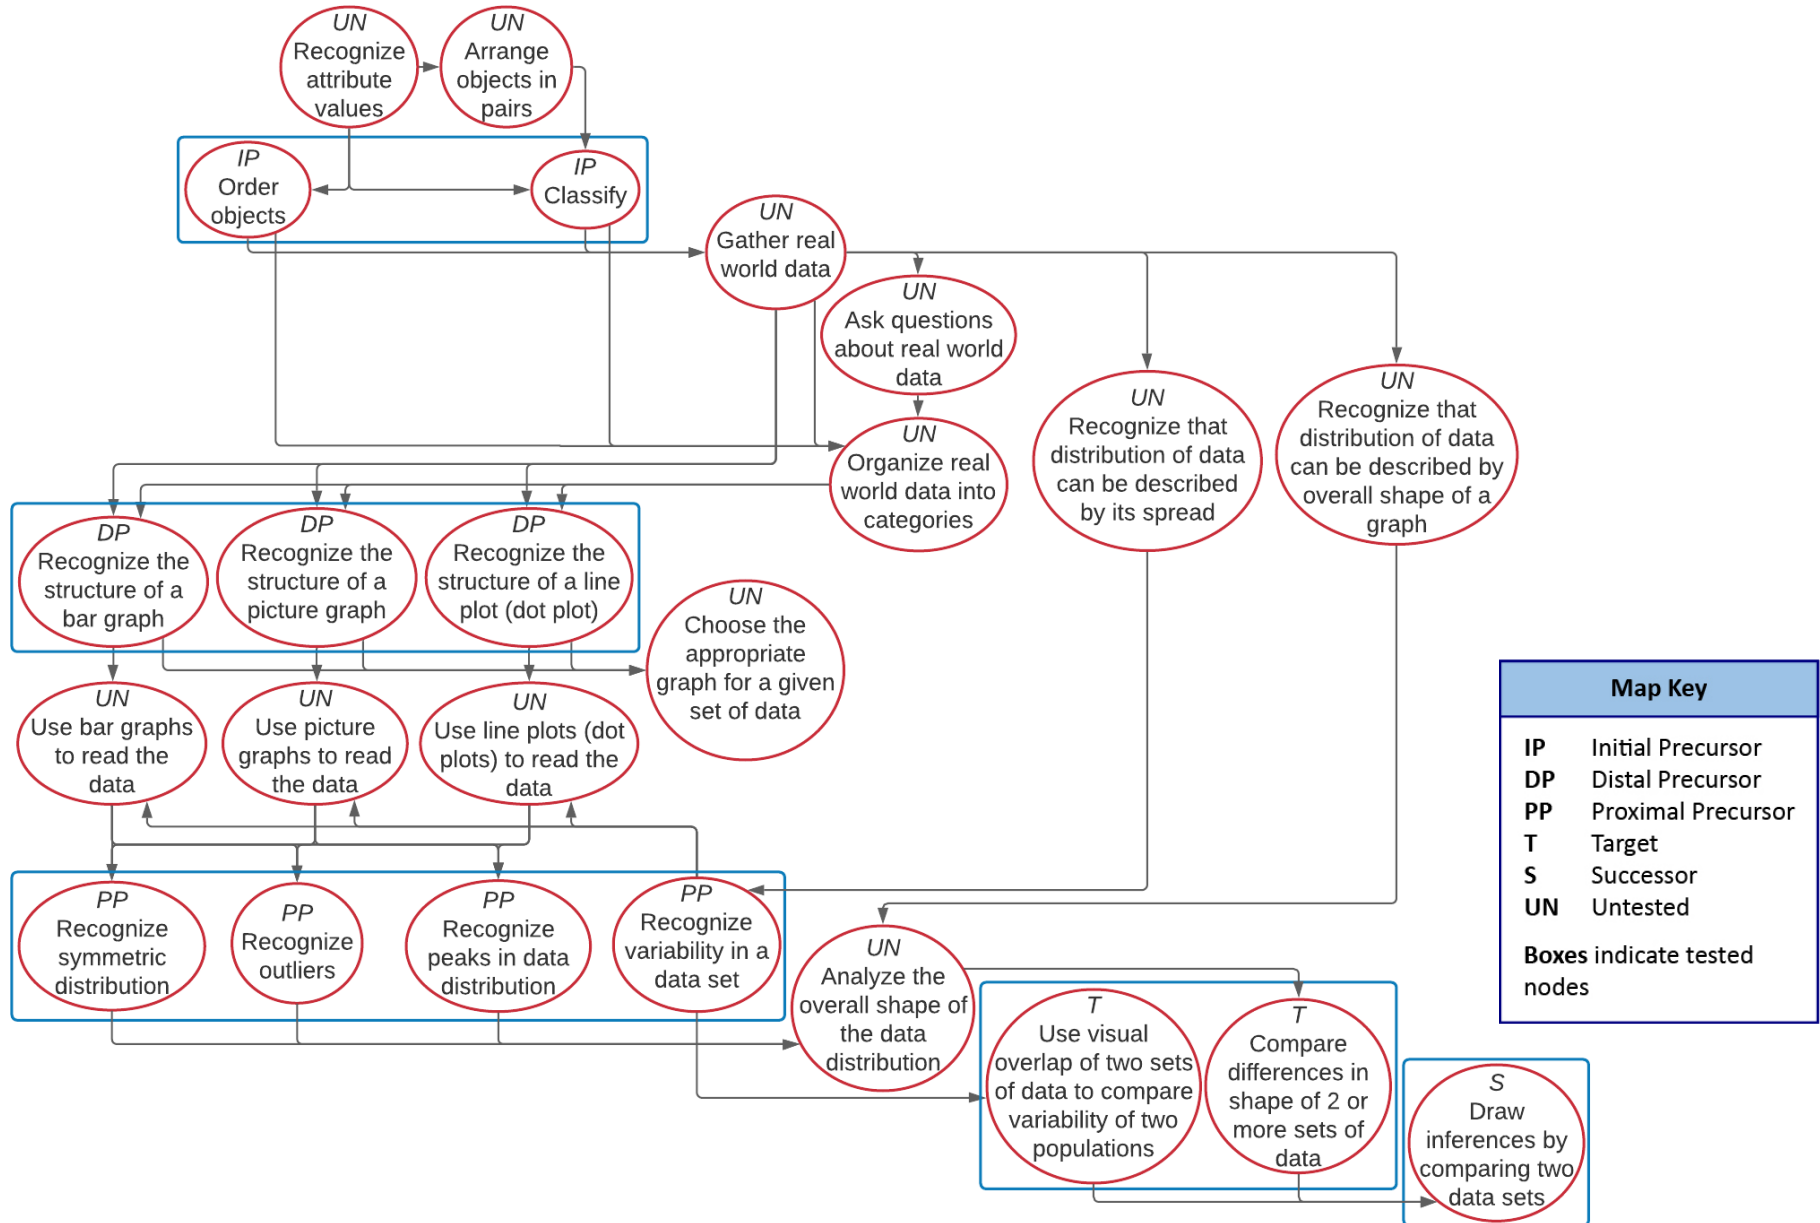 UN
Recognize
attribute
values
UN
Arrange
objects in
pairs
IP
Order
objects
IP
Classify
UN
Gather real
world data
UN
Ask questions
about real world
data
UN
Recognize that
distribution of data
can be described
by its spread
UN
Recognize that
distribution of data
can be described by
overall shape of a
graph
UN
Organize real
world data into
categories
DP
Recognize the
structure of a
bar graph
DP
Recognize the
structure of a
picture graph
DP
Recognize the
structure of a line
plot (dot plot)
UN
Choose the
appropriate
graph for a given
set of data
UN
Use bar graphs
to read the
data
UN
Use picture
graphs to read
the data
UN
Use line plots (dot
plots) to read the
data
PP
Recognize
symmetric
distribution
PP
Recognize
outliers
PP
Recognize
peaks in data
distribution
PP
Recognize
variability in a
data set
UN
Analyze the
overall shape of
the data
distribution
T
Use visual
overlap of two sets
of data to compare
variability of two
populations
T
Compare
differences in
shape of 2 or
more sets of
data
S
Draw
inferences by
comparing two
data sets
Map Key
IP Initial Precursor
DP Distal Precursor
PP Proximal Precursor
T Target
S Successor
UN Untested
Boxes indicate tested
nodes